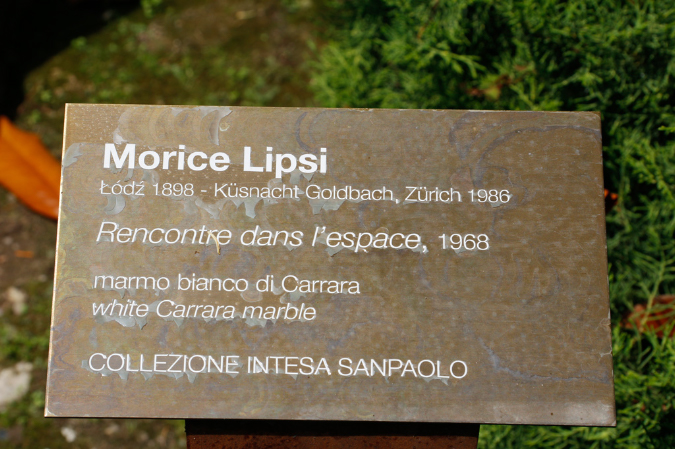 Morice Lipsi
Łódź 1898 - Küsnacht-Goldbach, Zürich 1986
Rencontre dans l'espace, 1968
marmo bianco di Carrara
white Carrara marble
COLLEZIONE INTESA SANPAOLO